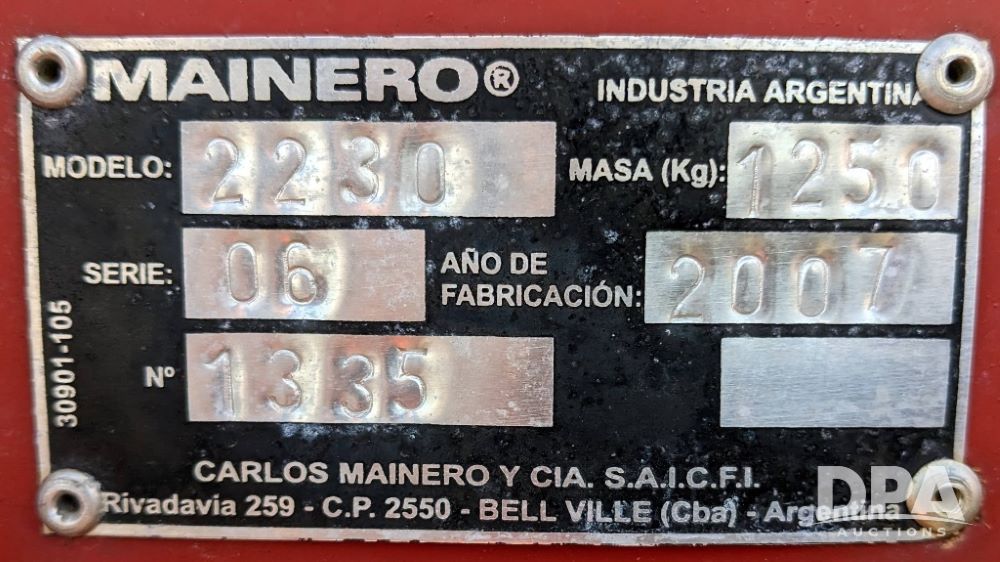 MAINERO®
INDUSTRIA ARGENTINA
MODELO: 2230
MASA (Kg): 1250
SERIE: 06
AÑO DE
FABRICACIÓN: 2007
Nº 1335
30901-105
CARLOS MAINERO Y CIA. S.A.I.C.F.I.
Rivadavia 259 - C.P. 2550 - BELL VILLE (Cba) - Argentina
DPA
AUCTIONS